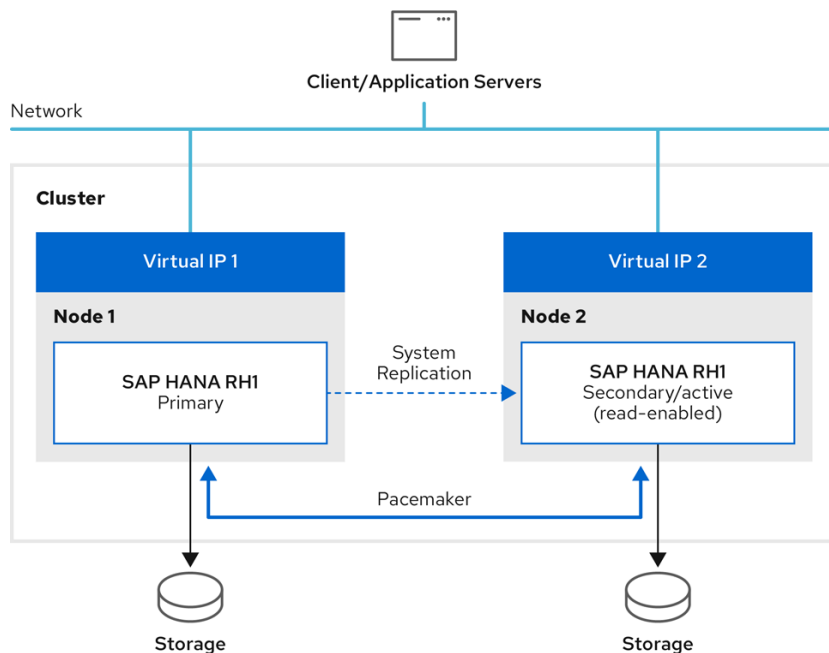 Client/Application Servers
Network
Cluster
Virtual IP 1
Virtual IP 2
Node 1
Node 2
SAP HANA RH1
Primary
System
Replication
SAP HANA RH1
Secondary/active
(read-enabled)
Pacemaker
Storage
Storage